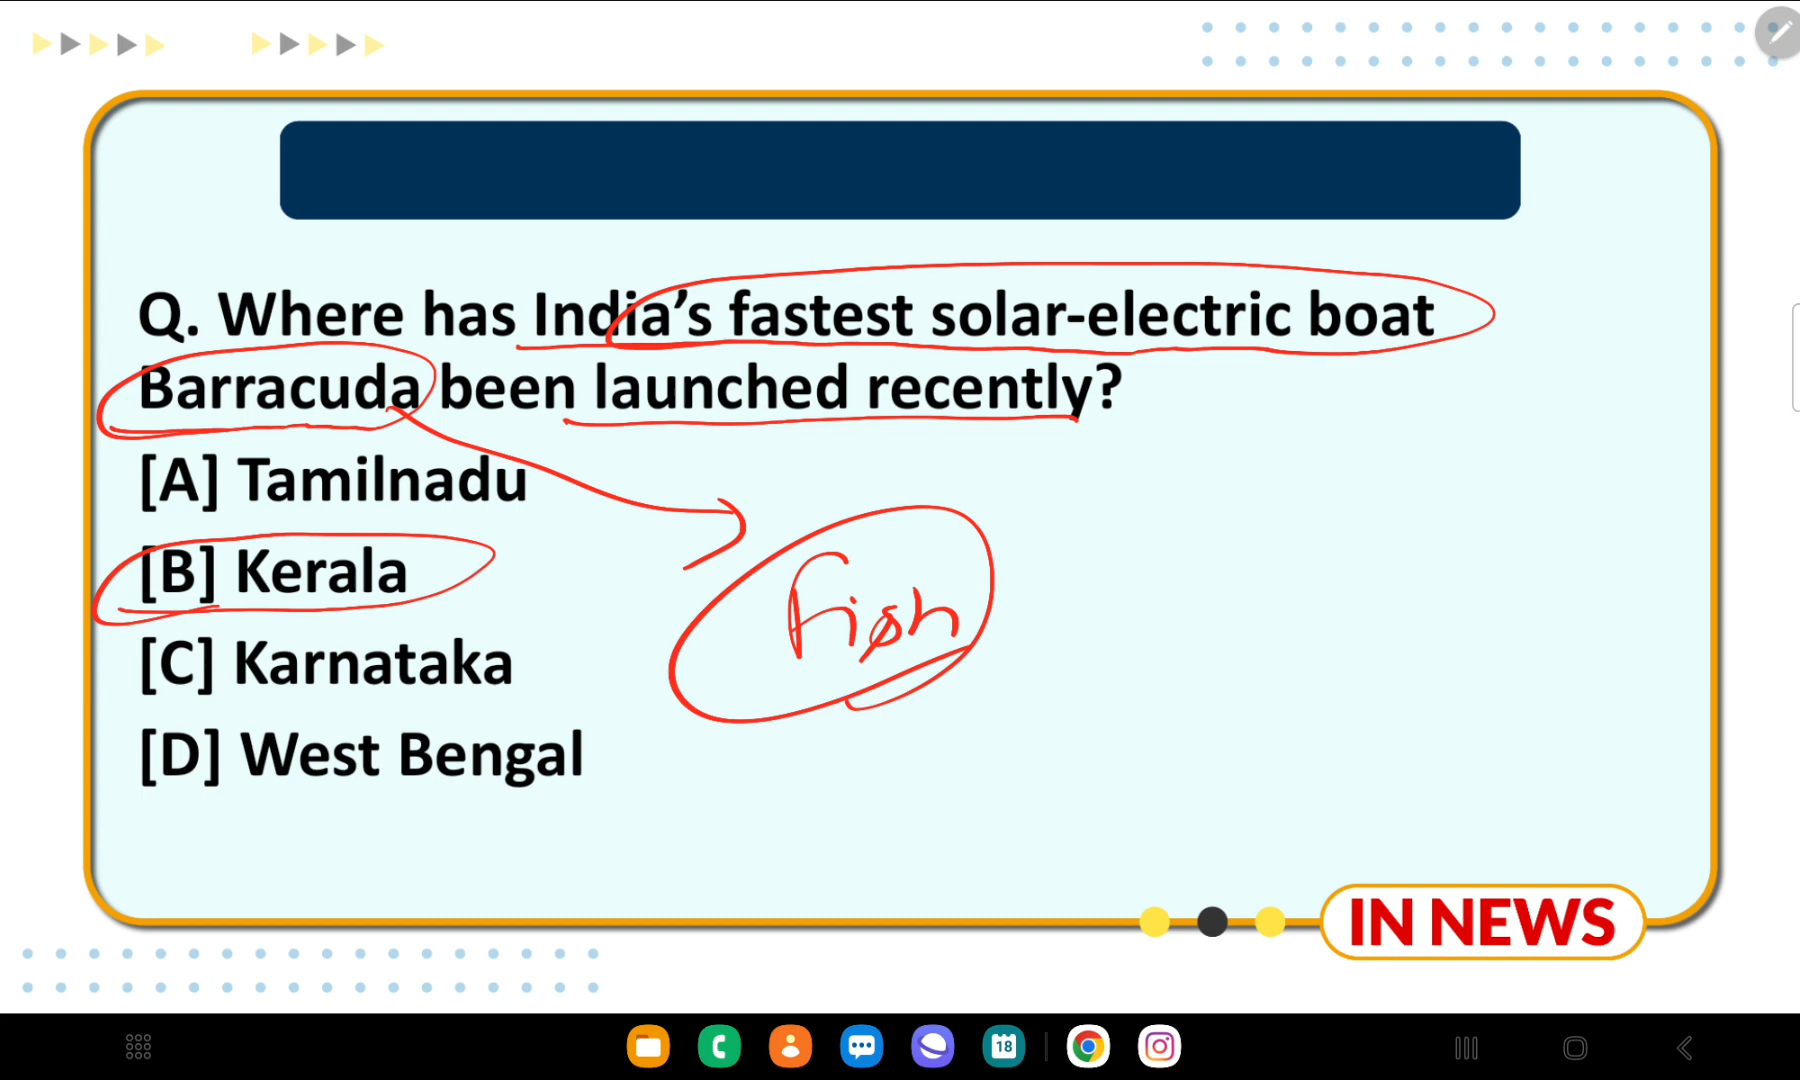 Q. Where has India’s fastest solar-electric boat
Barracuda been launched recently?
[A] Tamilnadu
[B] Kerala
fish
[C] Karnataka
[D] West Bengal
IN NEWS
18